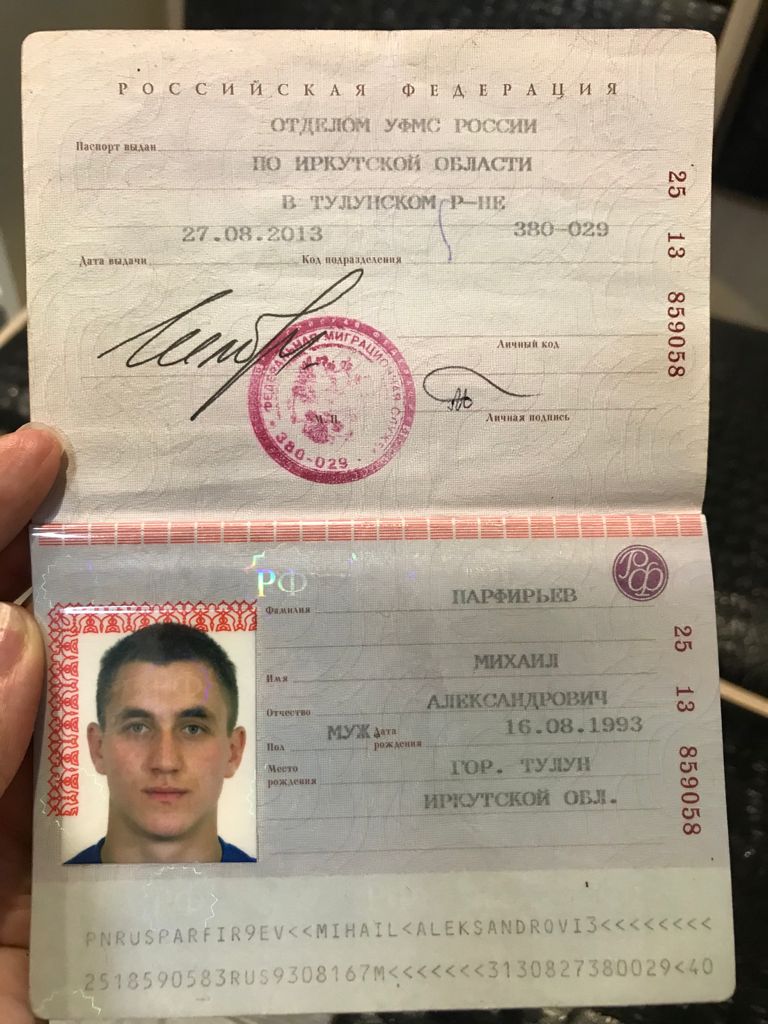 РОССИЙСКАЯ ФЕДЕРАЦИЯ
Паспорт выдан ОТДЕЛОМ УФМС РОССИИ
ПО ИРКУТСКОЙ ОБЛАСТИ
В ТУЛУНСКОМ Р-НЕ
Дата выдачи 27.08.2013 Код подразделения 380-029
25 13 859058
Личный код
Личная подпись
ФЕДЕРАЛЬНАЯ МИГРАЦИОННАЯ СЛУЖБА
М.П.
380-029
РФ
РФ
Фамилия ПАРФИРЬЕВ
Имя МИХАИЛ
Отчество АЛЕКСАНДРОВИЧ
Пол МУЖ. Дата рождения 16.08.1993
Место рождения ГОР. ТУЛУН
ИРКУТСКОЙ ОБЛ.
25 13 859058
PNRUSPARFIR9EV<<MIHAIL<ALEKSANDROVI3<<<<<<<<
2518590583RUS9308167M<<<<<<<3130827380029<40